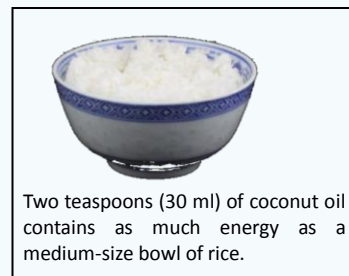 Two teaspoons (30 ml) of coconut oil
contains as much energy as a
medium-size bowl of rice.